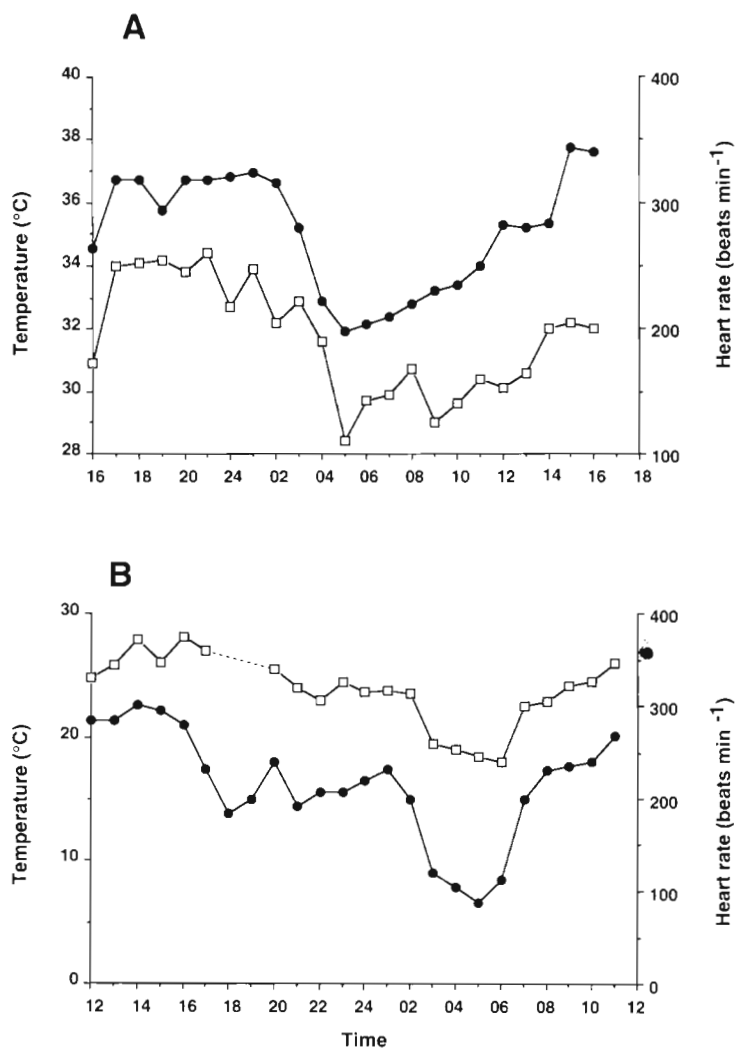 A
40
38
36
34
32
30
28
Temperature (°C)
400
300
200
100
Heart rate (beats min⁻¹)
16 18 20 24 02 04 06 08 10 12 14 16 18
B
30
20
10
0
Temperature (°C)
400
300
200
100
0
Heart rate (beats min⁻¹)
12 14 16 18 20 22 24 02 04 06 08 10 12
Time